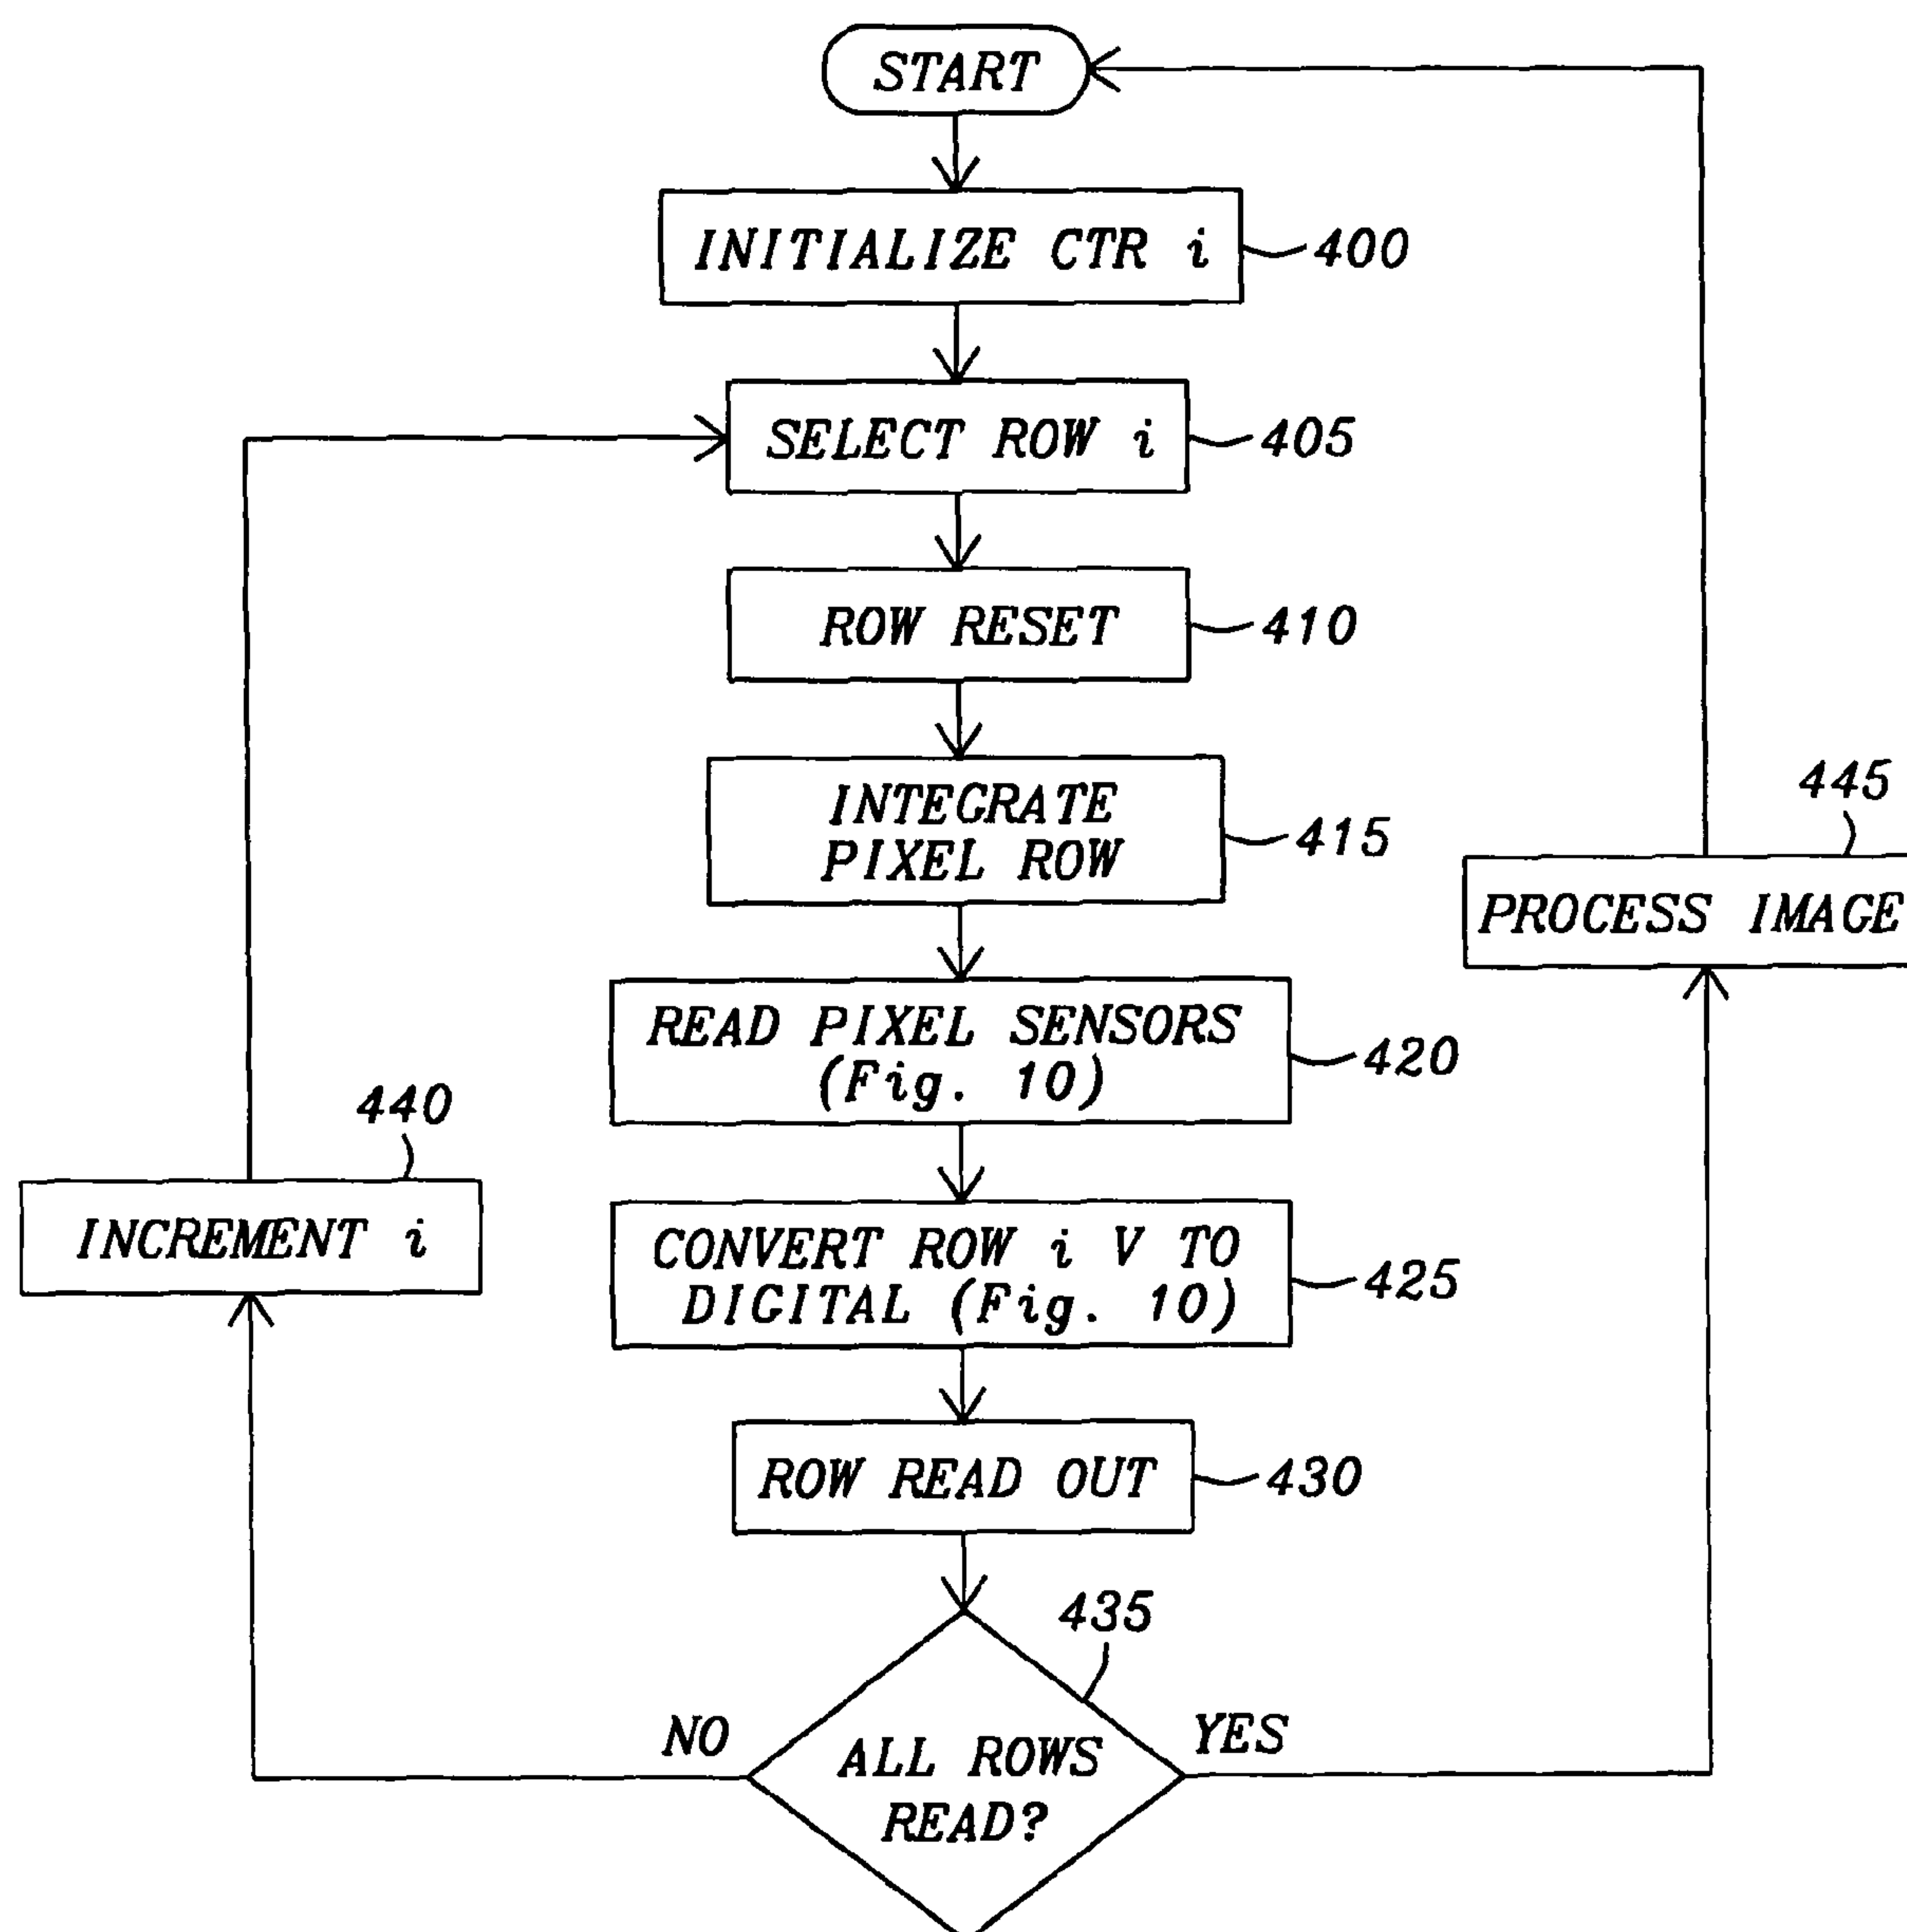 START
INITIALIZE CTR i
400
SELECT ROW i
405
ROW RESET
410
INTEGRATE
PIXEL ROW
415
445
PROCESS IMAGE
READ PIXEL SENSORS
(Fig. 10)
420
440
INCREMENT i
CONVERT ROW i V TO
DIGITAL (Fig. 10)
425
ROW READ OUT
430
435
NO
YES
ALL ROWS
READ?